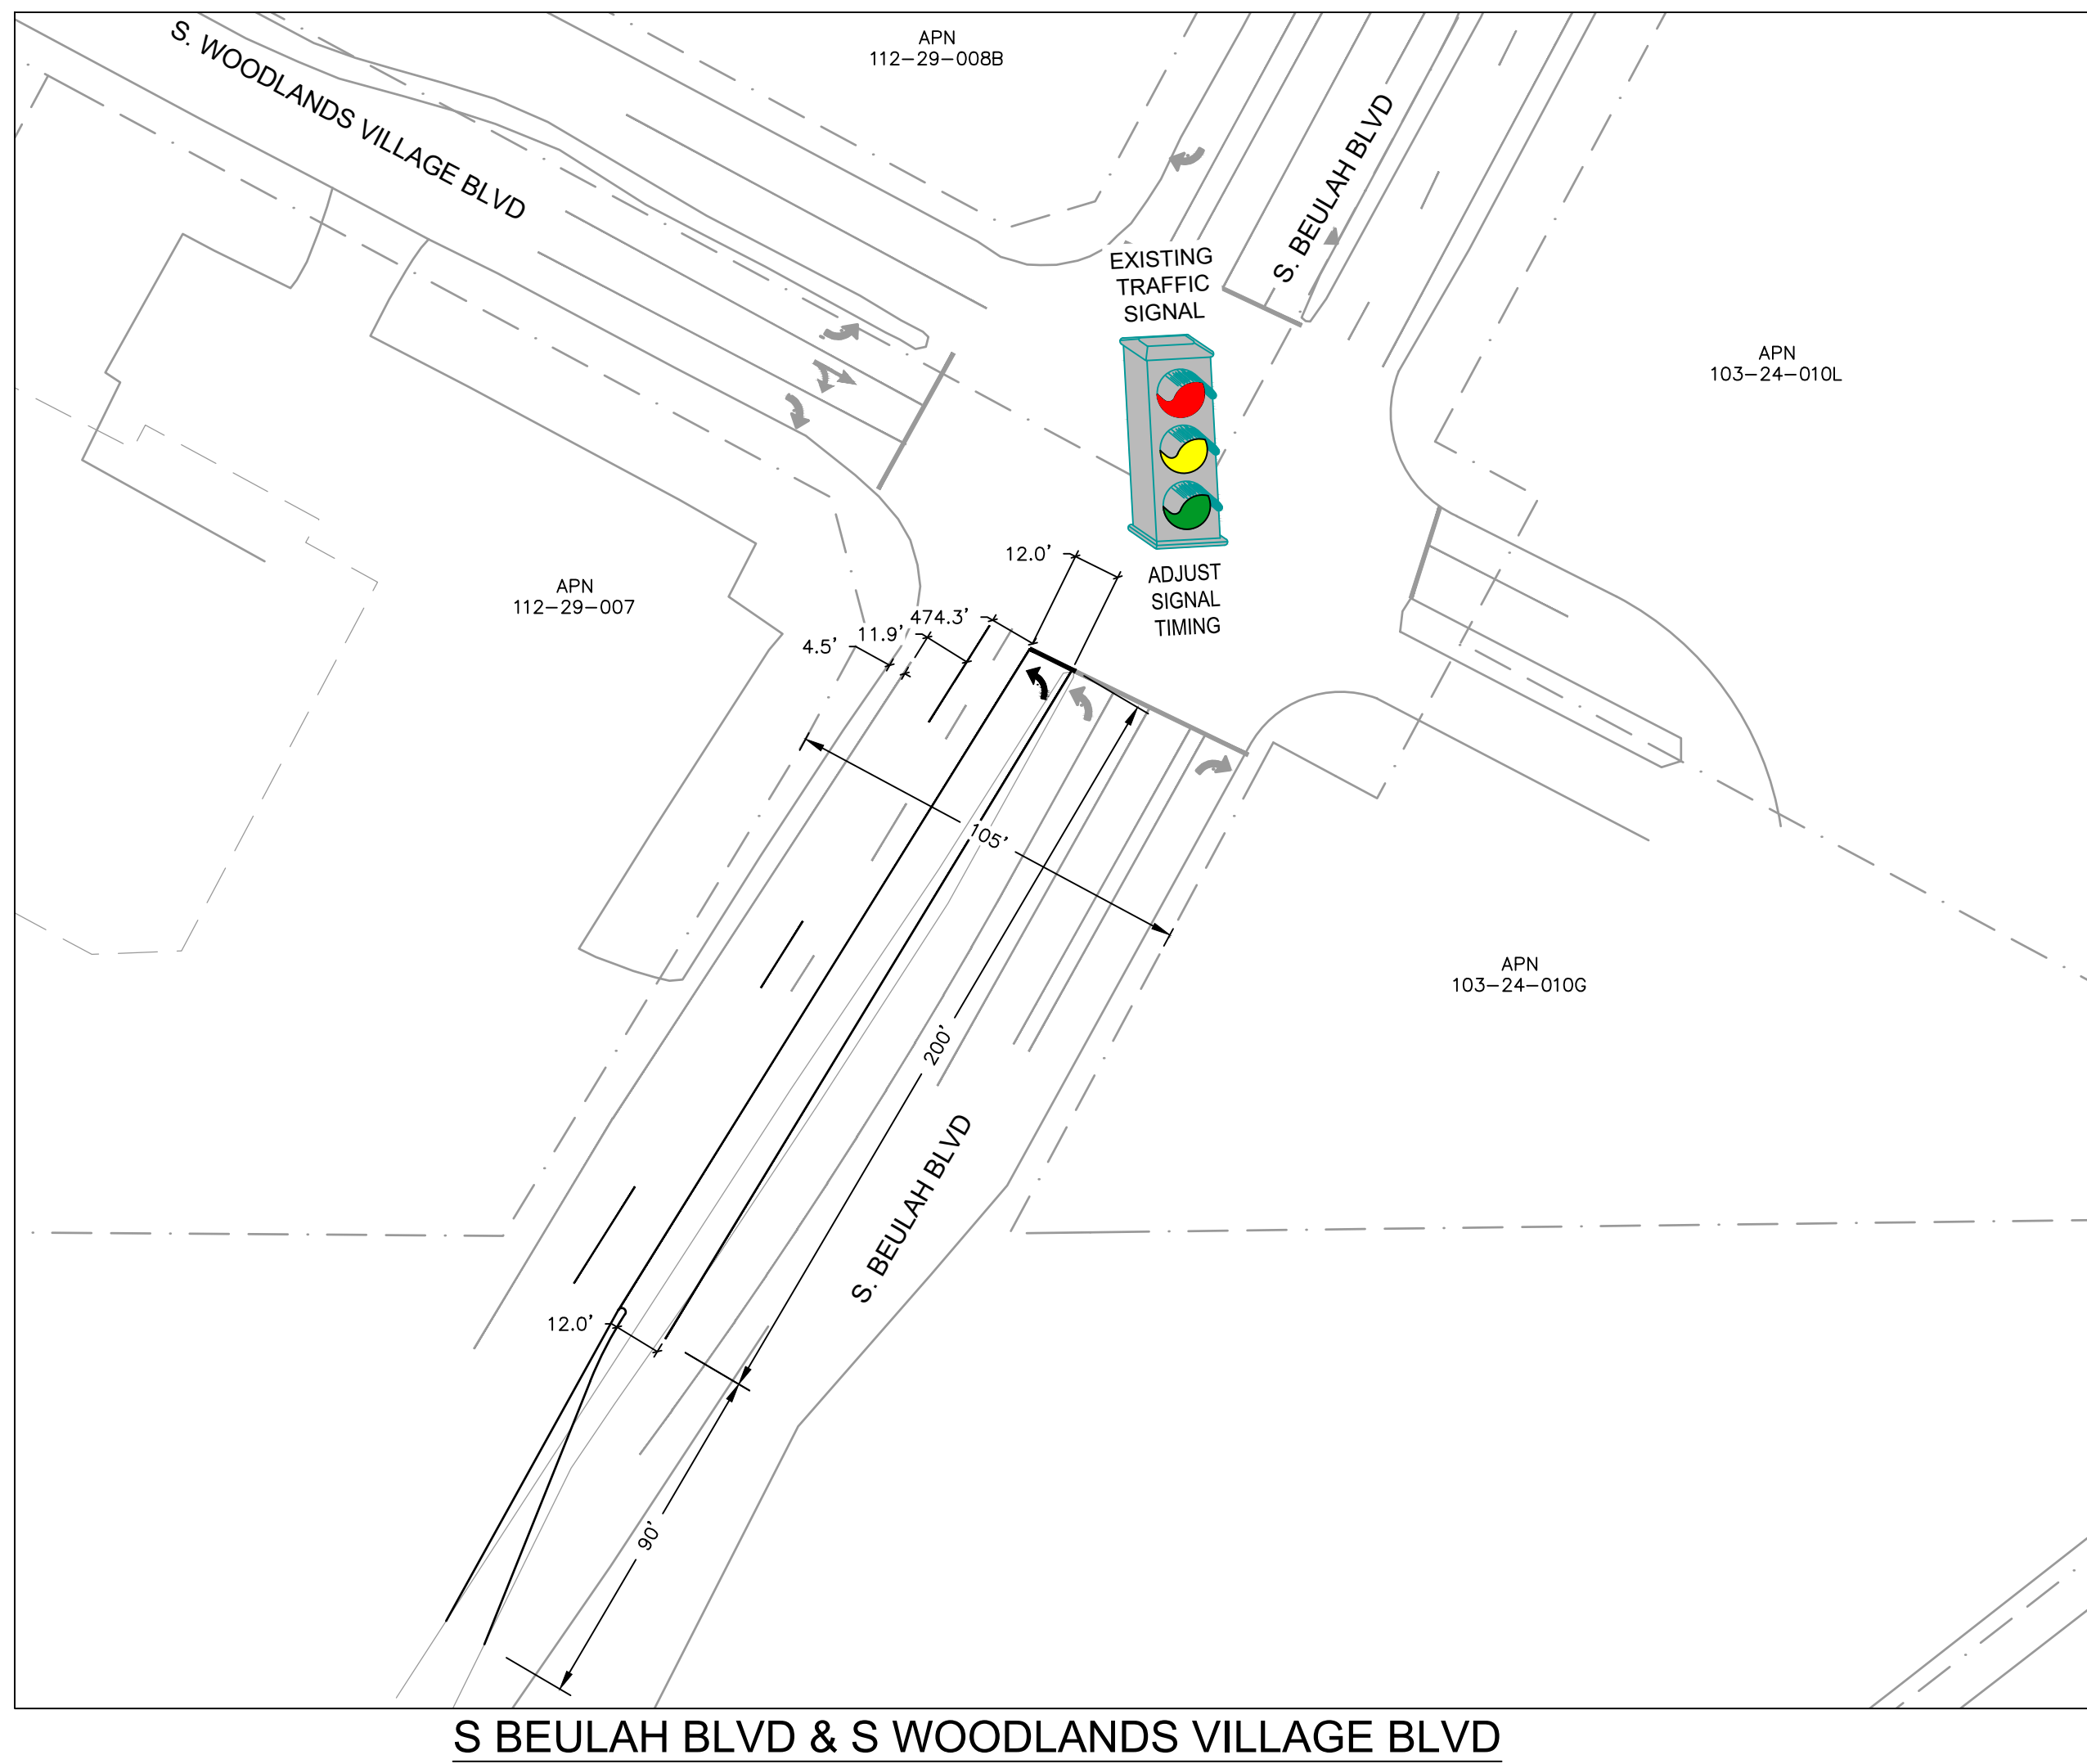 S. WOODLANDS VILLAGE BLVD
APN
112-29-008B
S. BEULAH BLVD
EXISTING
TRAFFIC
SIGNAL
APN
103-24-010L
12.0'
ADJUST
SIGNAL
TIMING
APN
112-29-007
474.3'
11.9'
4.5'
105'
APN
103-24-010G
200'
S. BEULAH BLVD
12.0'
90'
S BEULAH BLVD & S WOODLANDS VILLAGE BLVD